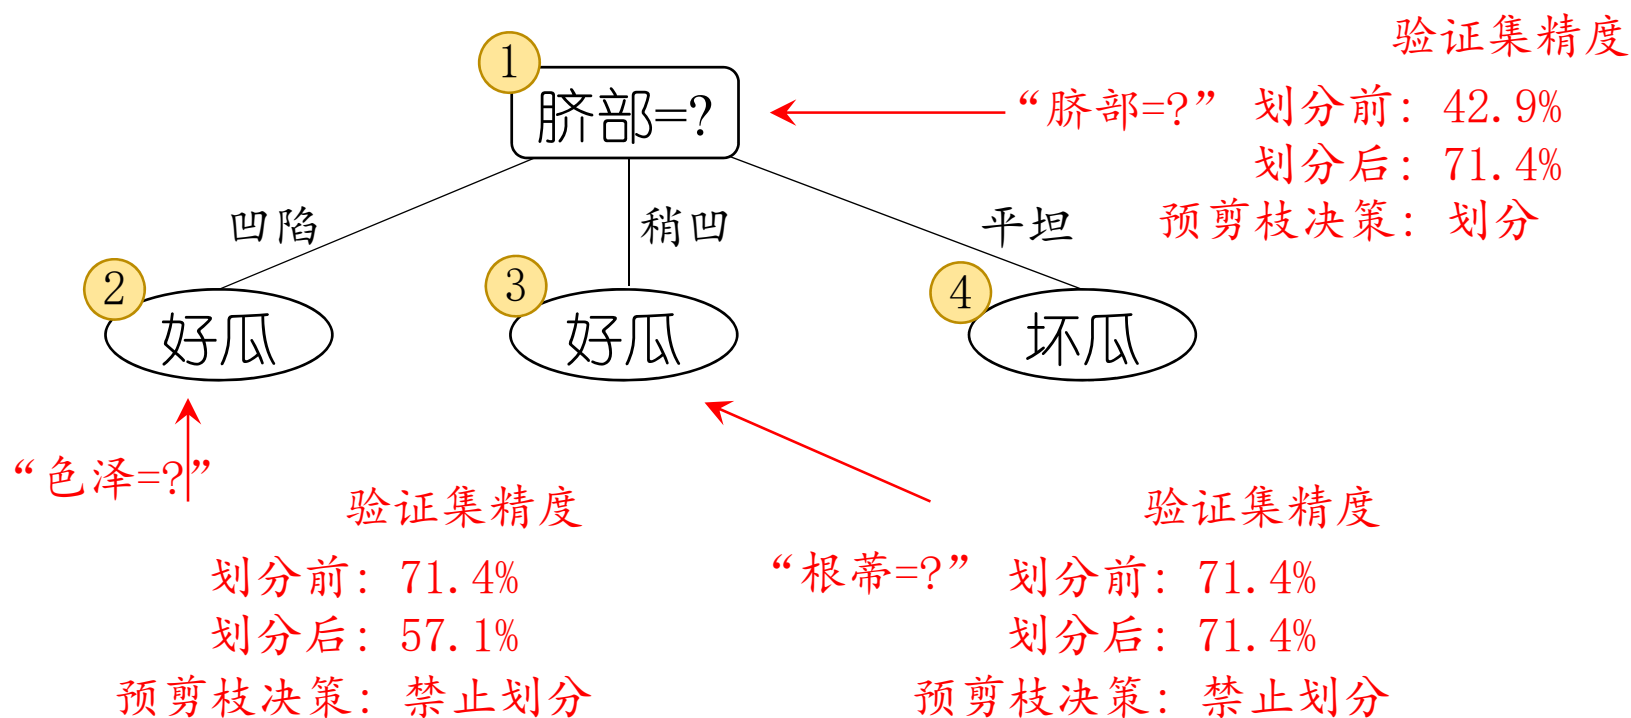 验证集精度
1
脐部=?
“脐部=?” 划分前: 42.9%
划分后: 71.4%
预剪枝决策: 划分
凹陷
稍凹
平坦
2
好瓜
3
好瓜
4
坏瓜
“色泽=?”
验证集精度
划分前: 71.4%
划分后: 57.1%
预剪枝决策: 禁止划分
验证集精度
“根蒂=?” 划分前: 71.4%
划分后: 71.4%
预剪枝决策: 禁止划分